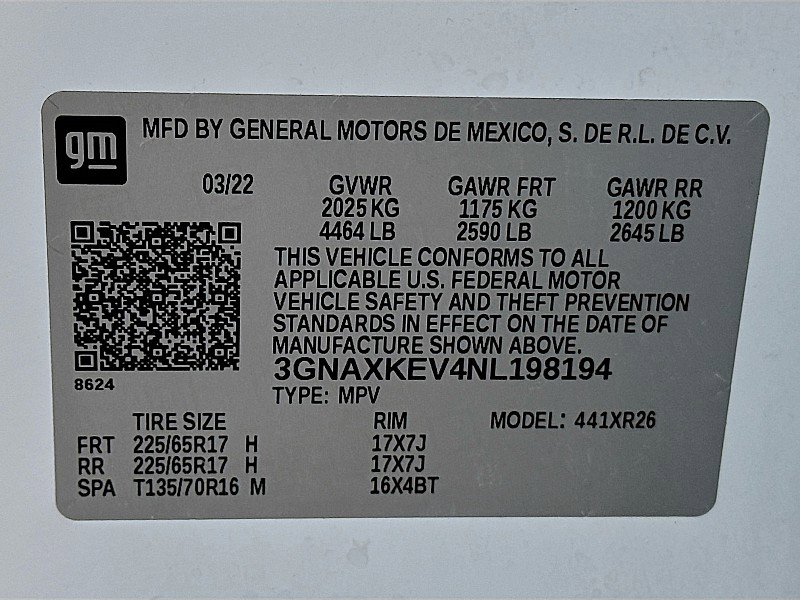 gm
MFD BY GENERAL MOTORS DE MEXICO, S. DE R.L. DE C.V.
03/22 GVWR GAWR FRT GAWR RR
2025 KG 1175 KG 1200 KG
4464 LB 2590 LB 2645 LB
THIS VEHICLE CONFORMS TO ALL
APPLICABLE U.S. FEDERAL MOTOR
VEHICLE SAFETY AND THEFT PREVENTION
STANDARDS IN EFFECT ON THE DATE OF
MANUFACTURE SHOWN ABOVE.
3GNAXKEV4NL198194
8624
TYPE: MPV
TIRE SIZE RIM MODEL: 441XR26
FRT 225/65R17 H 17X7J
RR 225/65R17 H 17X7J
SPA T135/70R16 M 16X4BT